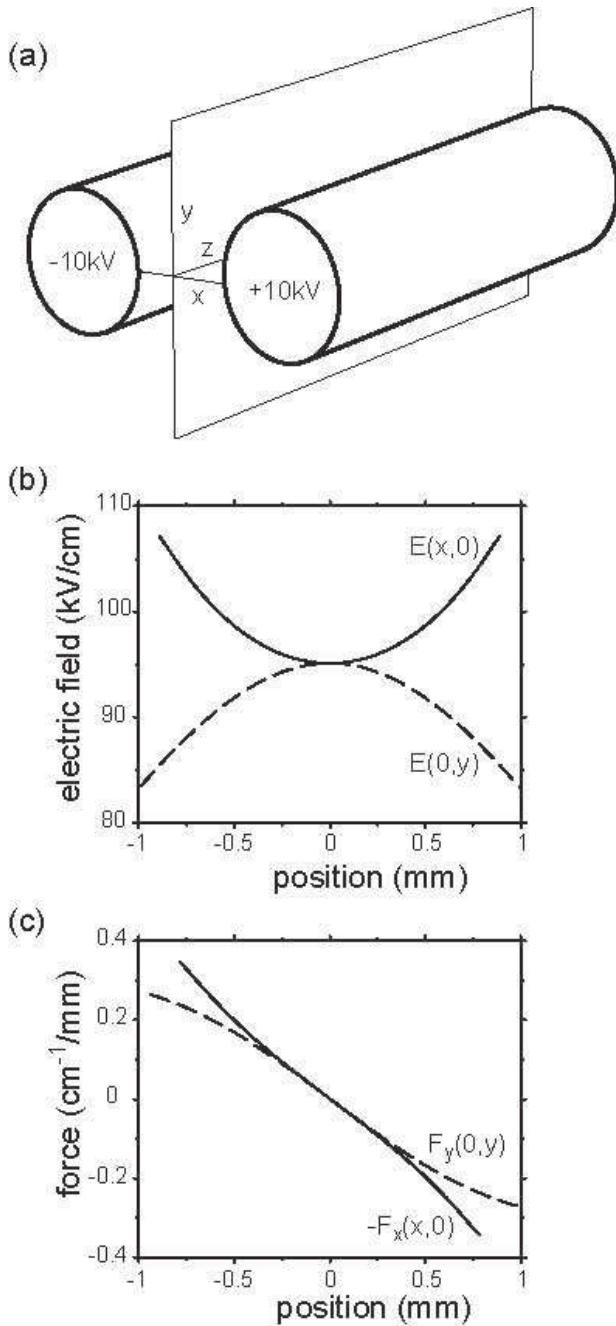 (a)
y
z
x
-10kV
+10kV
(b)
110
100
90
80
electric field (kV/cm)
E(x,0)
E(0,y)
-1 -0.5 0 0.5 1
position (mm)
(c)
0.4
0.2
0
-0.2
-0.4
force (cm⁻¹/mm)
F_y(0,y)
-F_x(x,0)
-1 -0.5 0 0.5 1
position (mm)